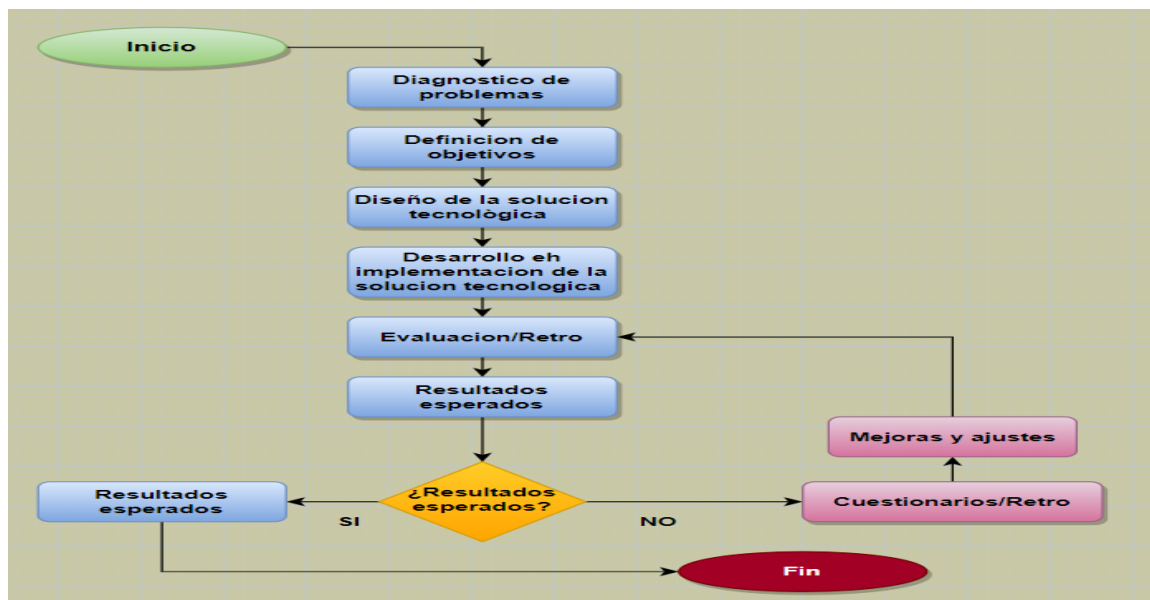 Inicio
Diagnostico de
problemas
Definicion de
objetivos
Diseño de la solucion
tecnològica
Desarrollo eh
implementacion de la
solucion tecnologica
Evaluacion/Retro
Resultados
esperados
Mejoras y ajustes
¿Resultados
esperados?
Resultados
esperados
Cuestionarios/Retro
SI
NO
Fin